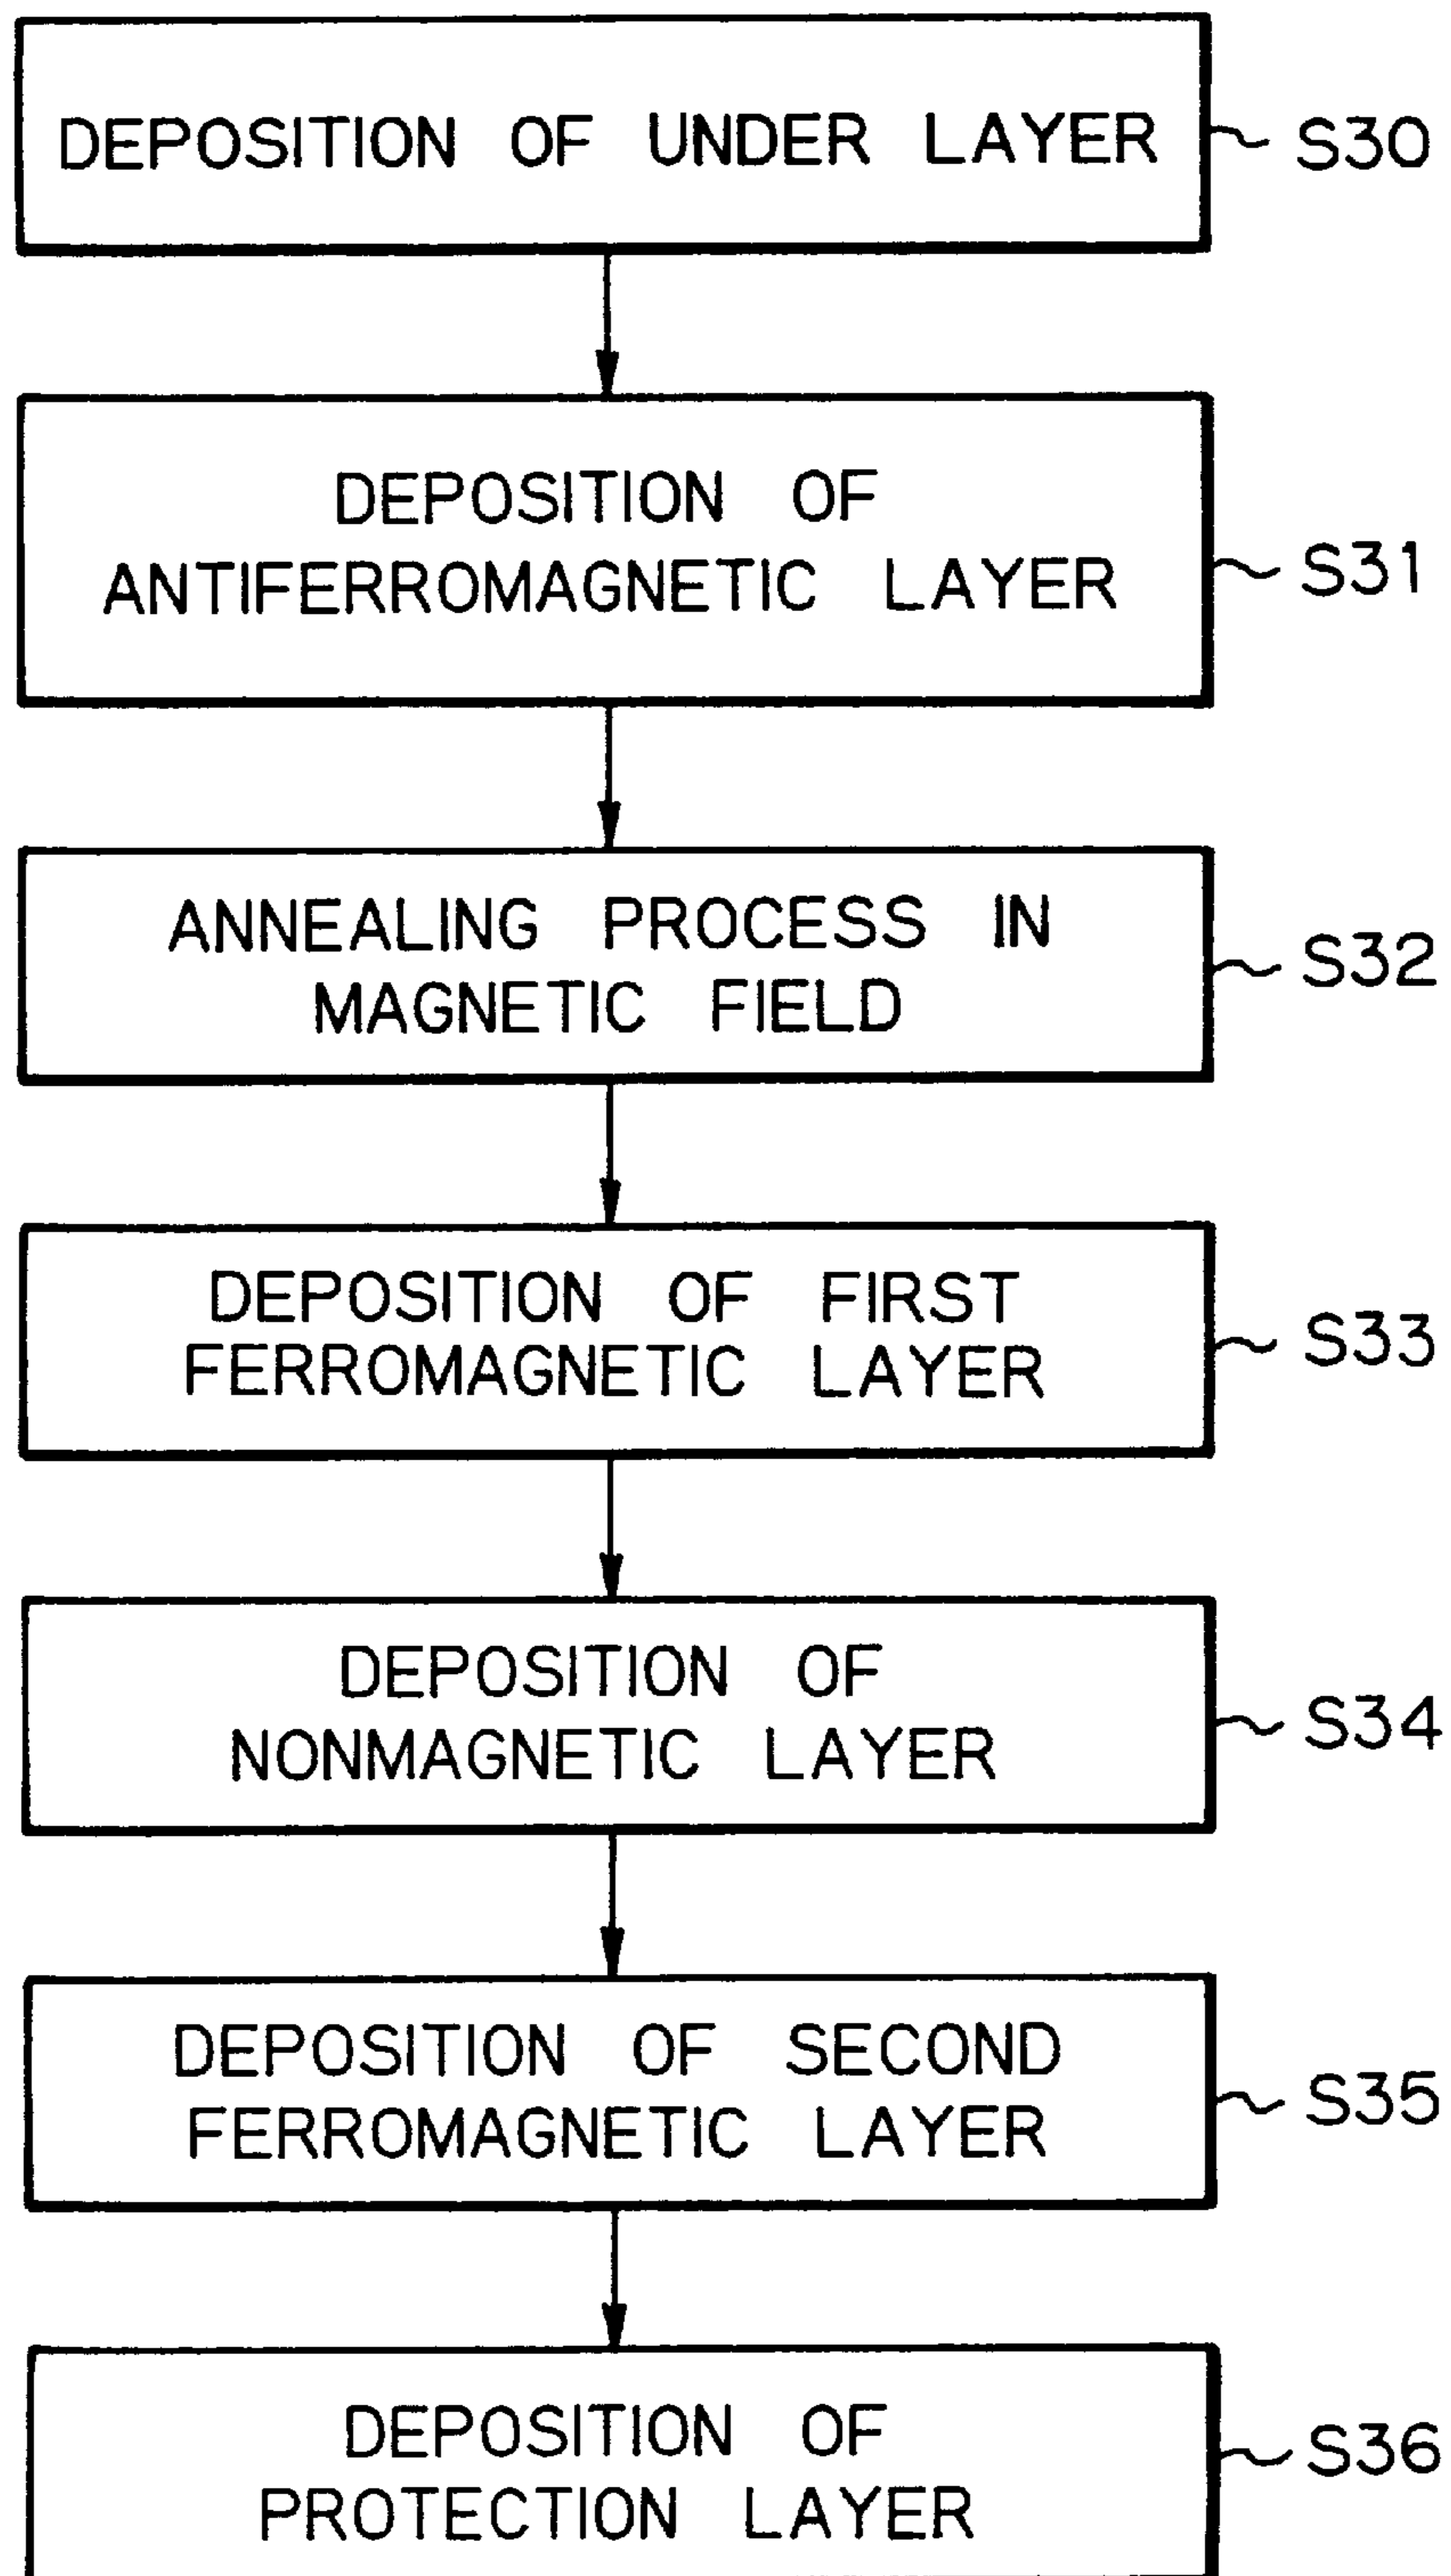 DEPOSITION OF UNDER LAYER
S30
DEPOSITION OF
ANTIFERROMAGNETIC LAYER
S31
ANNEALING PROCESS IN
MAGNETIC FIELD
S32
DEPOSITION OF FIRST
FERROMAGNETIC LAYER
S33
DEPOSITION OF
NONMAGNETIC LAYER
S34
DEPOSITION OF SECOND
FERROMAGNETIC LAYER
S35
DEPOSITION OF
PROTECTION LAYER
S36